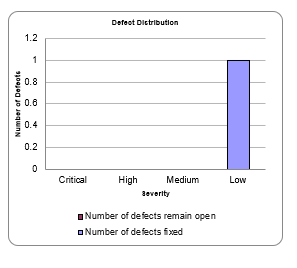 Defect Distribution
Number of Defects
1.2
1
0.8
0.6
0.4
0.2
0
Critical High Medium Low
Severity
Number of defects remain open
Number of defects fixed